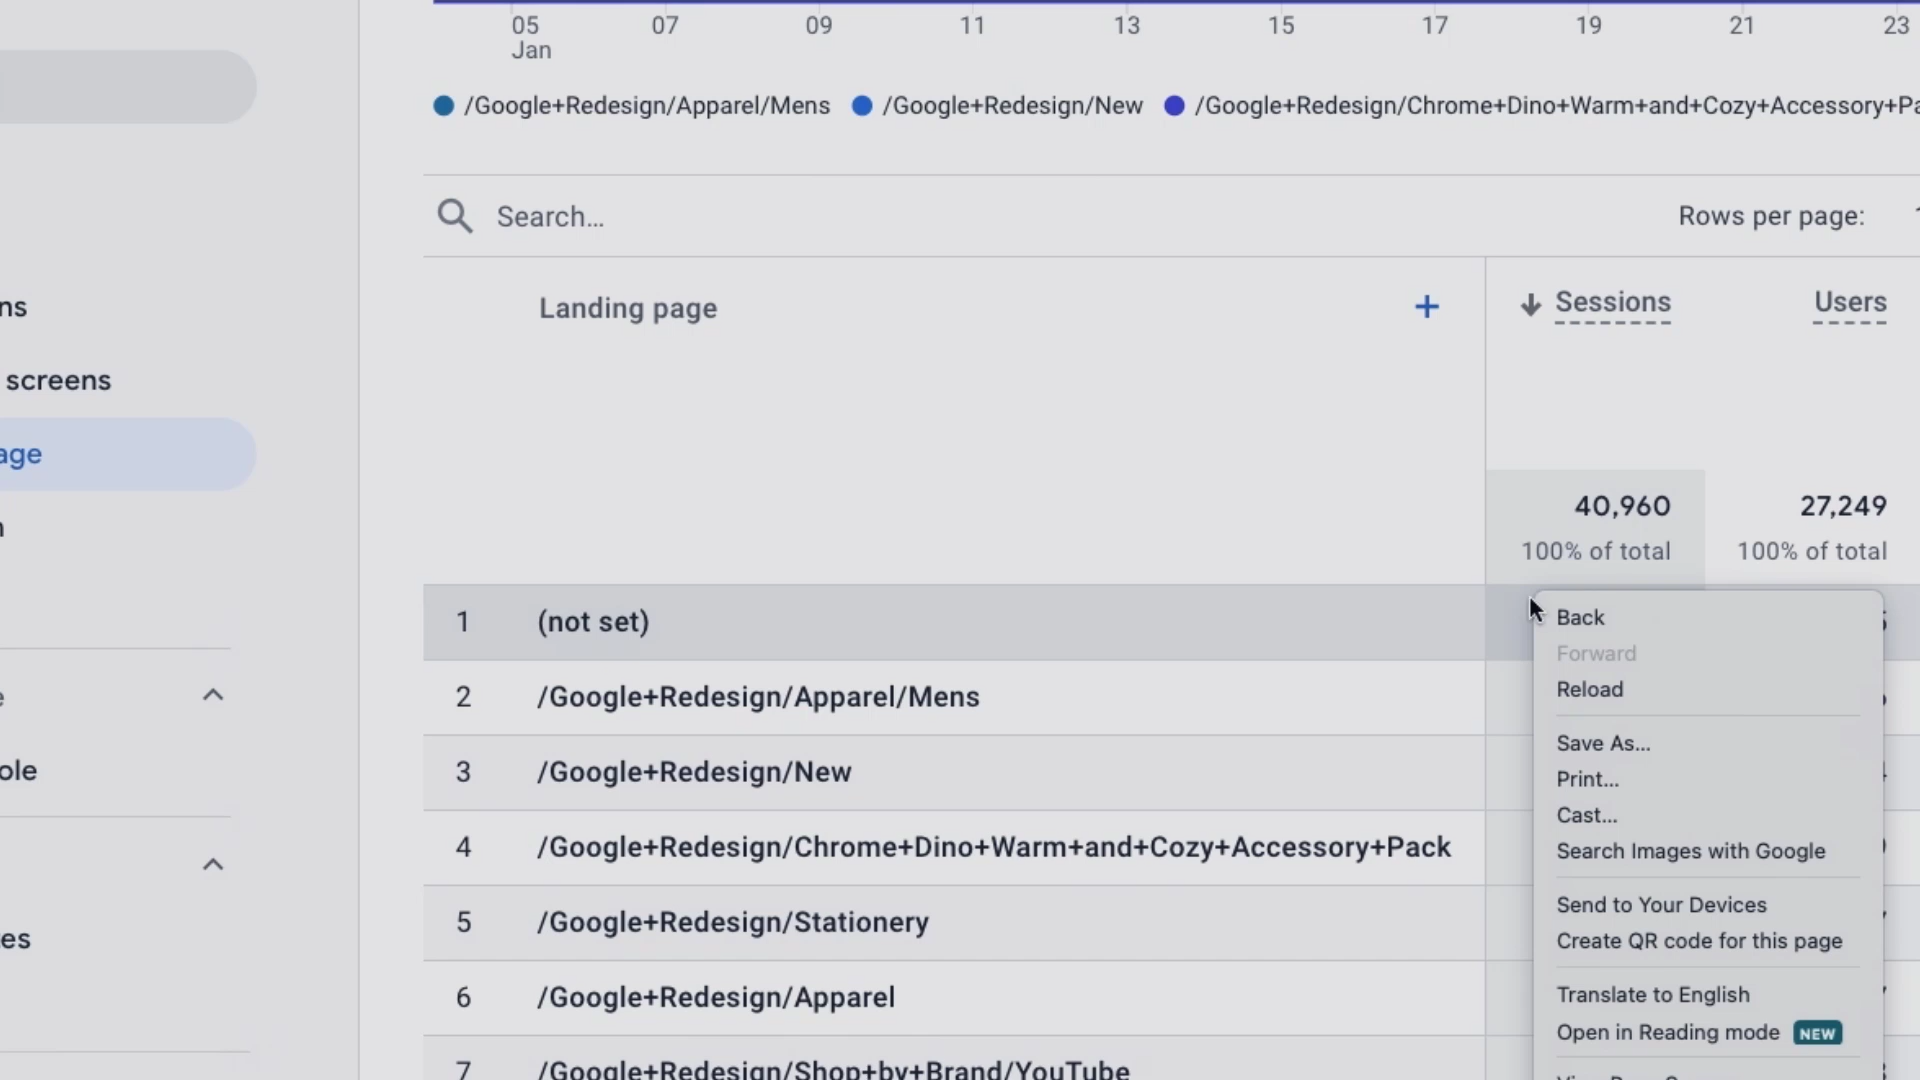 05 07 09 11 13 15 17 19 21 23
Jan
/Google+Redesign/Apparel/Mens /Google+Redesign/New /Google+Redesign/Chrome+Dino+Warm+and+Cozy+Accessory+Pa
Search… Rows per page:
Landing page + Sessions Users
screens
40,960 27,249
100% of total 100% of total
1 (not set)
2 /Google+Redesign/Apparel/Mens
3 /Google+Redesign/New
4 /Google+Redesign/Chrome+Dino+Warm+and+Cozy+Accessory+Pack
5 /Google+Redesign/Stationery
6 /Google+Redesign/Apparel
7 /Google+Redesign/Shop+by+Brand/YouTube
Back
Forward
Reload
Save As...
Print...
Cast...
Search Images with Google
Send to Your Devices
Create QR code for this page
Translate to English
Open in Reading mode NEW